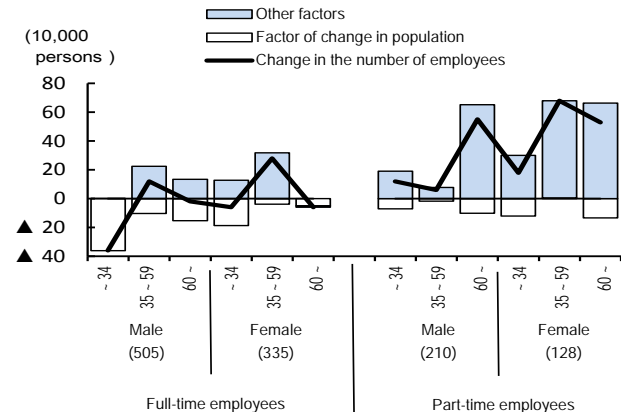 Other factors
Factor of change in population
Change in the number of employees
(10,000
persons )
80
60
40
20
0
▲
▲ 40
~ 34
35 ~ 59
60 ~
~ 34
35 ~ 59
60 ~
~ 34
35 ~ 59
60 ~
~ 34
35 ~ 59
60 ~
Male Female Male Female
(505) (335) (210) (128)
Full-time employees Part-time employees